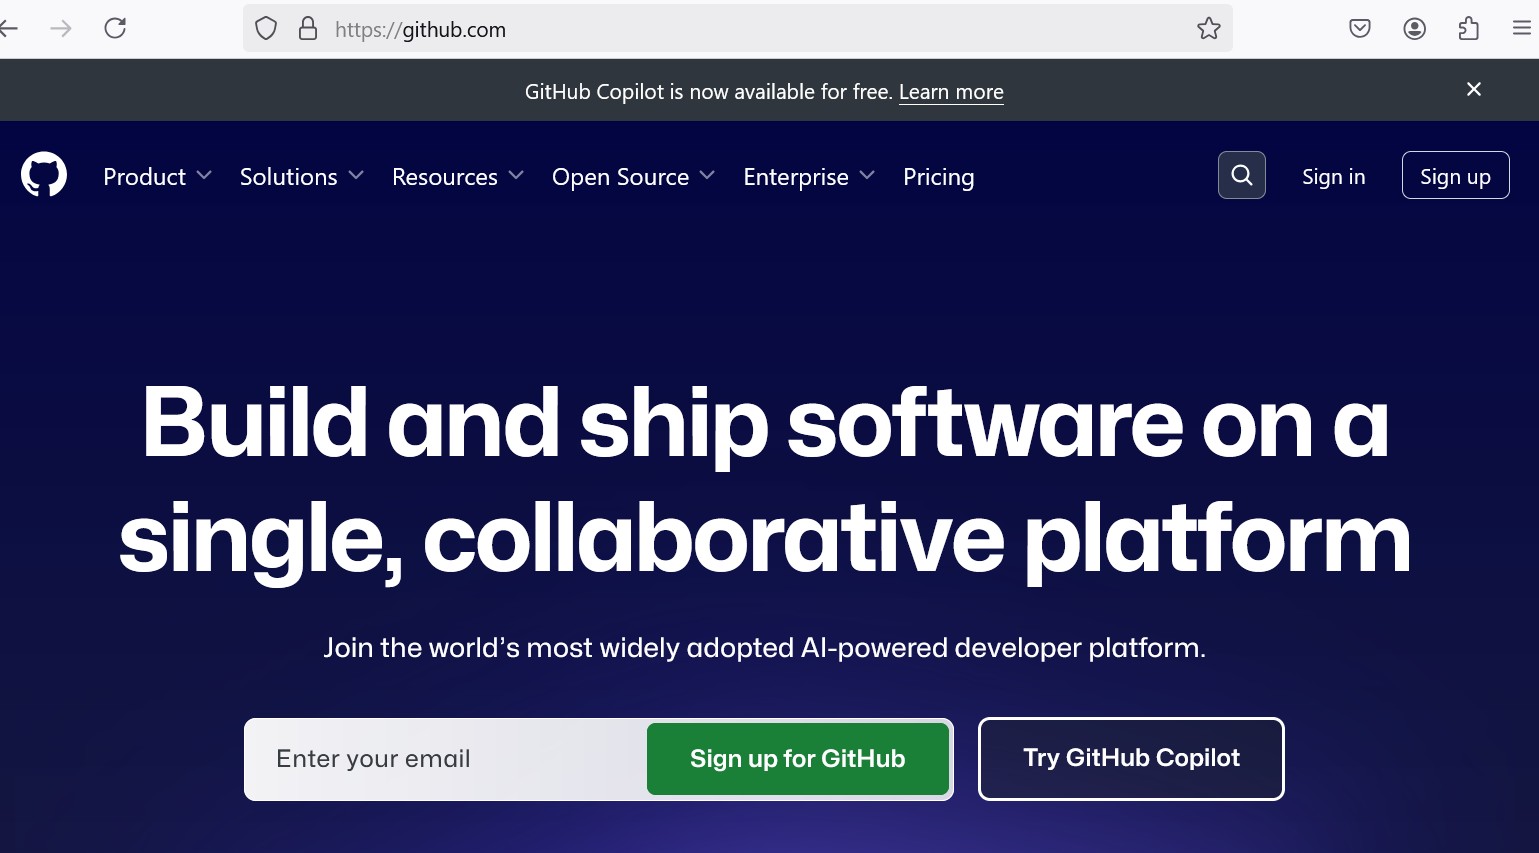 https://github.com
GitHub Copilot is now available for free. Learn more
Product Solutions Resources Open Source Enterprise Pricing Sign in Sign up
Build and ship software on a
single, collaborative platform
Join the world’s most widely adopted AI-powered developer platform.
Enter your email Sign up for GitHub Try GitHub Copilot